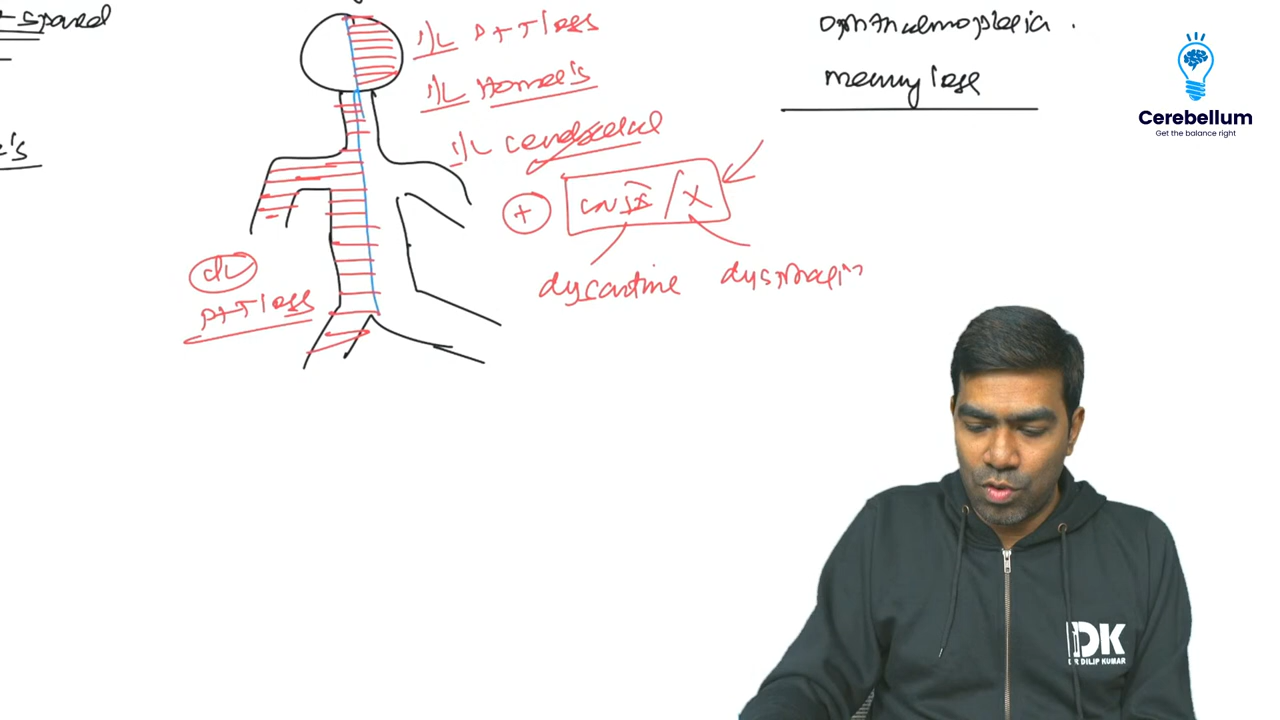 spared
I/L P+T loss
I/L Horner's
I/L cerebellar
+ CN IX / X
dysarthria dysphagia
C/L
P+T loss
ophthalmoplegia.
memory loss
Cerebellum
Get the balance right
DK
DR DILIP KUMAR